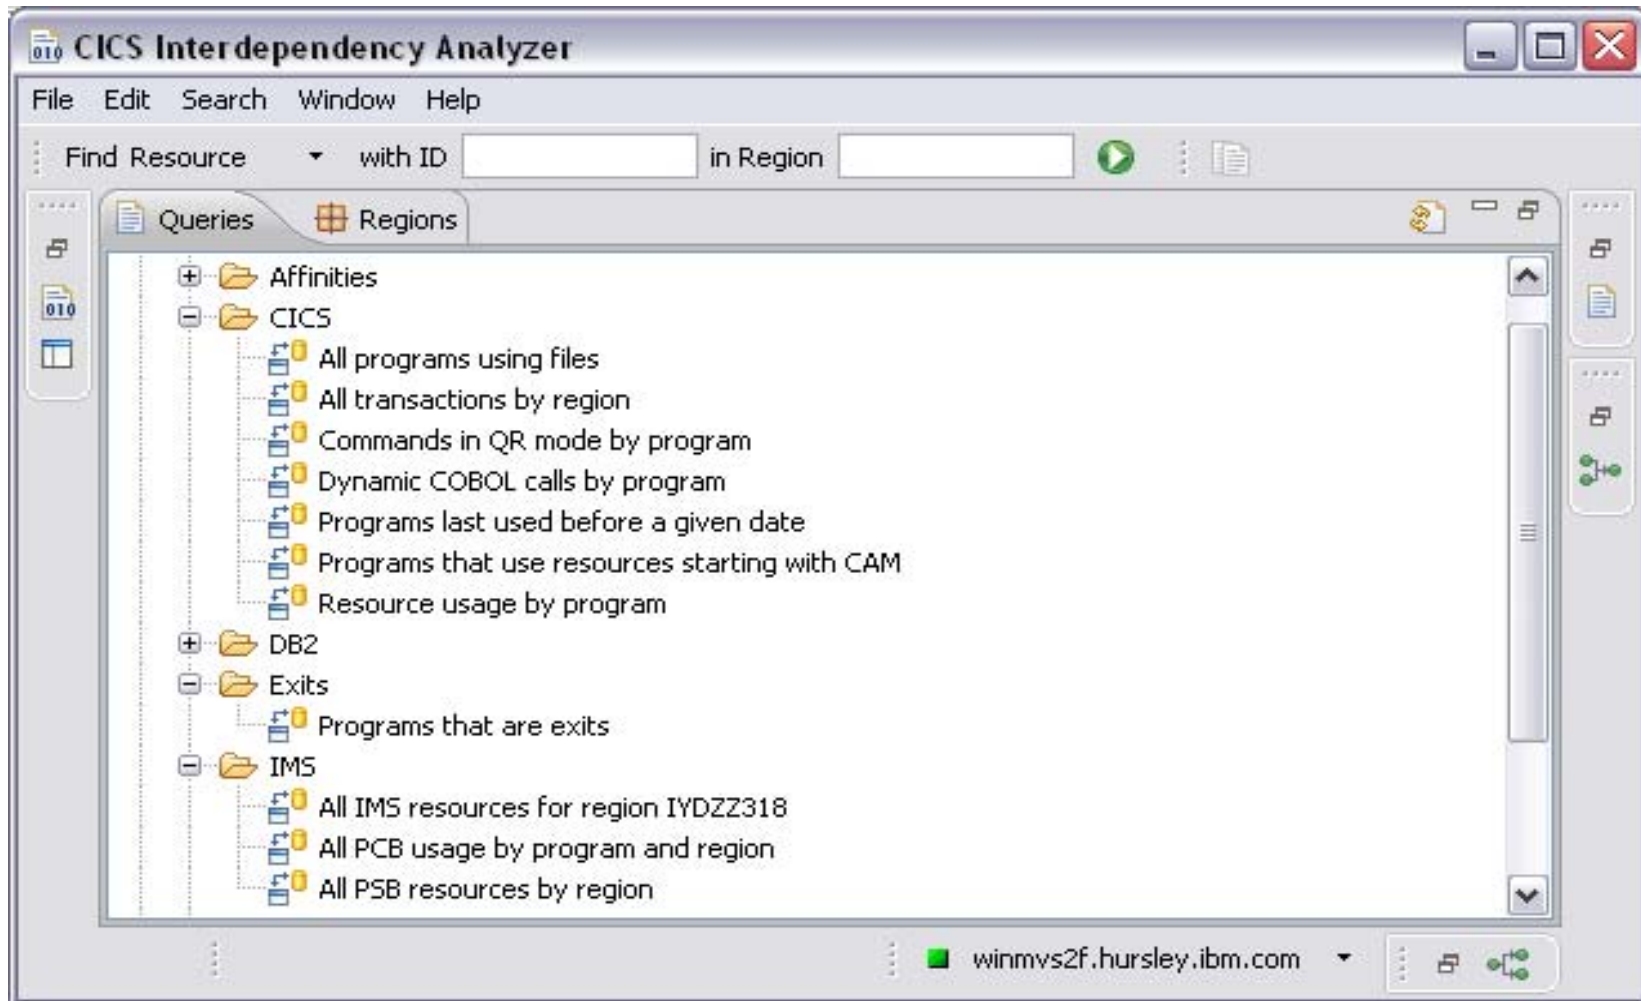 CICS Interdependency Analyzer
File Edit Search Window Help
Find Resource with ID in Region
Queries Regions
Affinities
CICS
All programs using files
All transactions by region
Commands in QR mode by program
Dynamic COBOL calls by program
Programs last used before a given date
Programs that use resources starting with CAM
Resource usage by program
DB2
Exits
Programs that are exits
IMS
All IMS resources for region IYDZZ318
All PCB usage by program and region
All PSB resources by region
winmvs2f.hursley.ibm.com